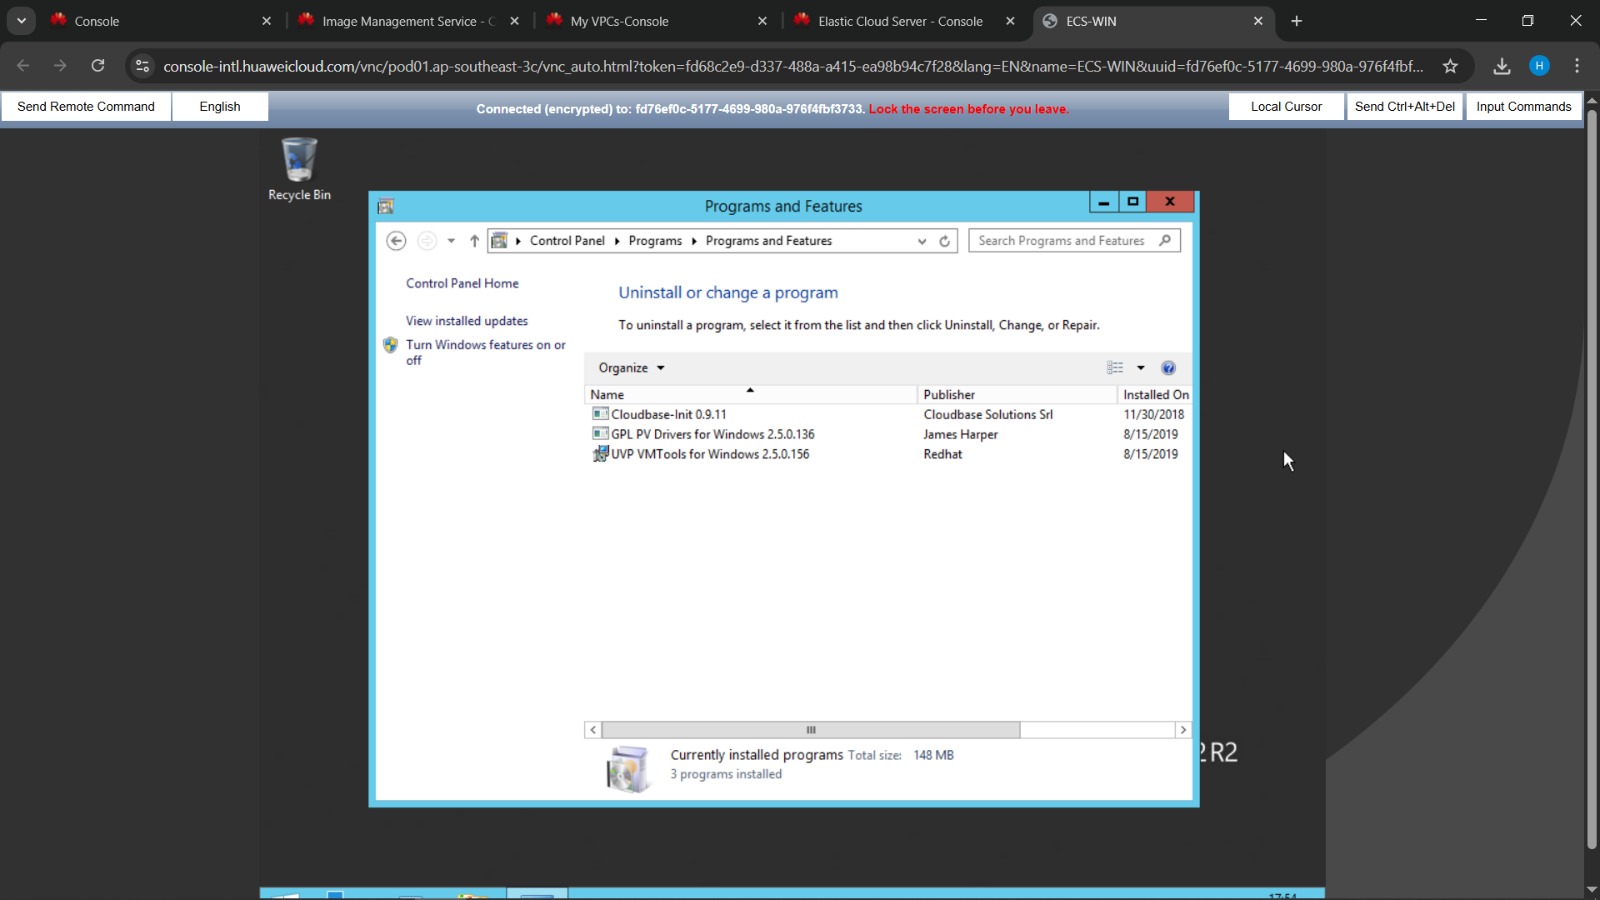 Console
Image Management Service - C
My VPCs-Console
Elastic Cloud Server - Console
ECS-WIN
console-intl.huaweicloud.com/vnc/pod01.ap-southeast-3c/vnc_auto.html?token=fd68c2e9-d337-488a-a415-ea98b94c7f28&lang=EN&name=ECS-WIN&uuid=fd76ef0c-5177-4699-980a-976f4fbf...
H
Send Remote Command
English
Connected (encrypted) to: fd76ef0c-5177-4699-980a-976f4fbf3733. Lock the screen before you leave.
Local Cursor
Send Ctrl+Alt+Del
Input Commands
Recycle Bin
Programs and Features
Control Panel
Programs
Programs and Features
Search Programs and Features
Control Panel Home
View installed updates
Turn Windows features on or
off
Uninstall or change a program
To uninstall a program, select it from the list and then click Uninstall, Change, or Repair.
Organize
Name Publisher Installed On
Cloudbase-Init 0.9.11 Cloudbase Solutions Srl 11/30/2018
GPL PV Drivers for Windows 2.5.0.136 James Harper 8/15/2019
UVP VMTools for Windows 2.5.0.156 Redhat 8/15/2019
Currently installed programs Total size: 148 MB
3 programs installed
R2
17:54